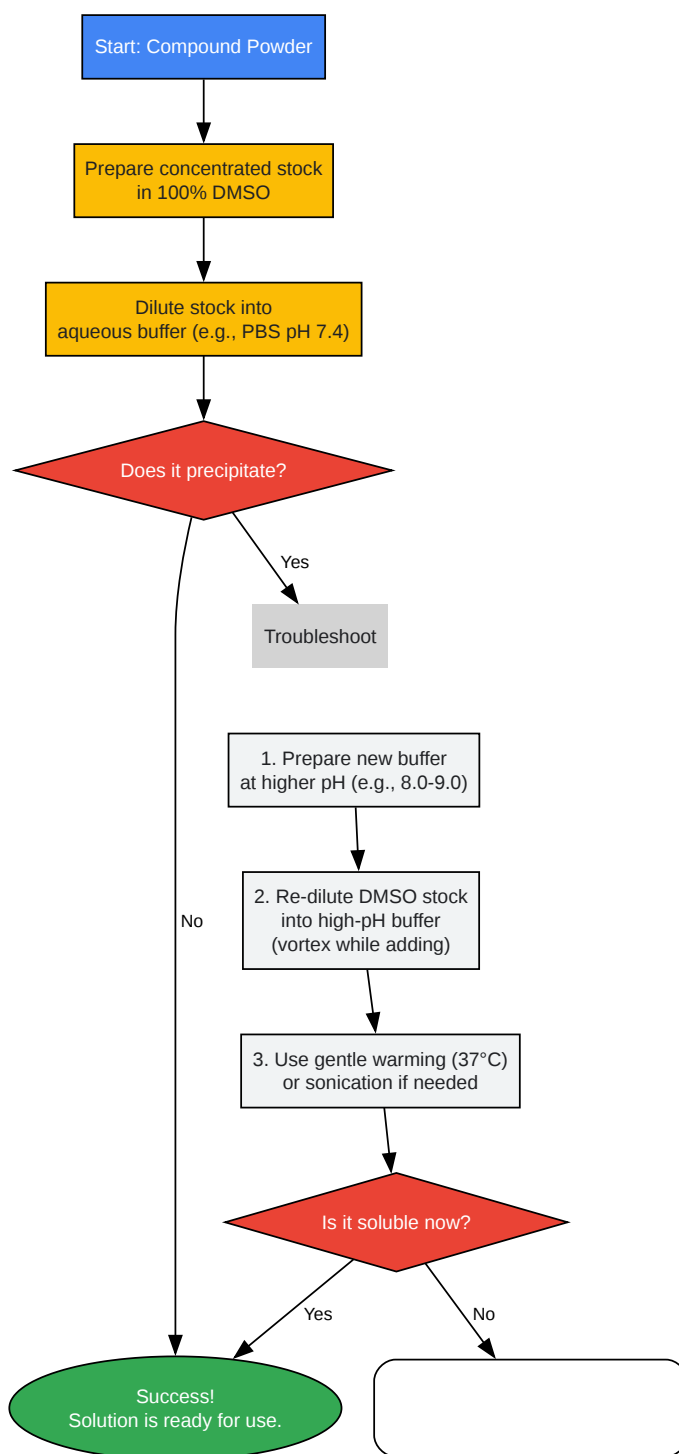 Start: Compound Powder
Prepare concentrated stock
in 100% DMSO
Dilute stock into
aqueous buffer (e.g., PBS pH 7.4)
Does it precipitate?
Yes
Troubleshoot
1. Prepare new buffer
at higher pH (e.g., 8.0-9.0)
2. Re-dilute DMSO stock
into high-pH buffer
(vortex while adding)
No
3. Use gentle warming (37°C)
or sonication if needed
Is it soluble now?
Yes
No
Success!
Solution is ready for use.